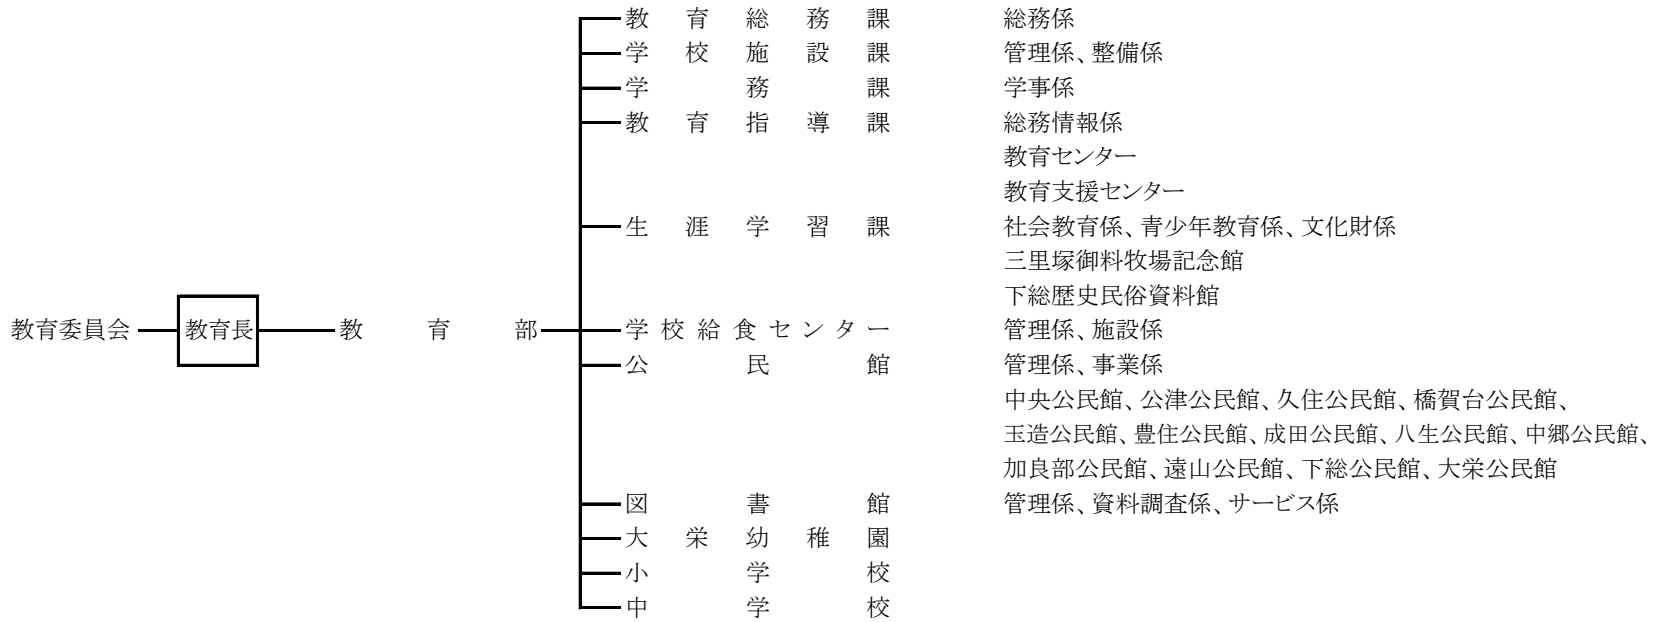 教育総務課 総務係
学校施設課 管理係、整備係
学務課 学事係
教育指導課 総務情報係
教育センター
教育支援センター
生涯学習課 社会教育係、青少年教育係、文化財係
三里塚御料牧場記念館
下総歴史民俗資料館
教育委員会 教育長 教育部 学校給食センター 管理係、施設係
公民館 管理係、事業係
中央公民館、公津公民館、久住公民館、橋賀台公民館、
玉造公民館、豊住公民館、成田公民館、八生公民館、中郷公民館、
加良部公民館、遠山公民館、下総公民館、大栄公民館
図書館 管理係、資料調査係、サービス係
大栄幼稚園
小学校
中学校